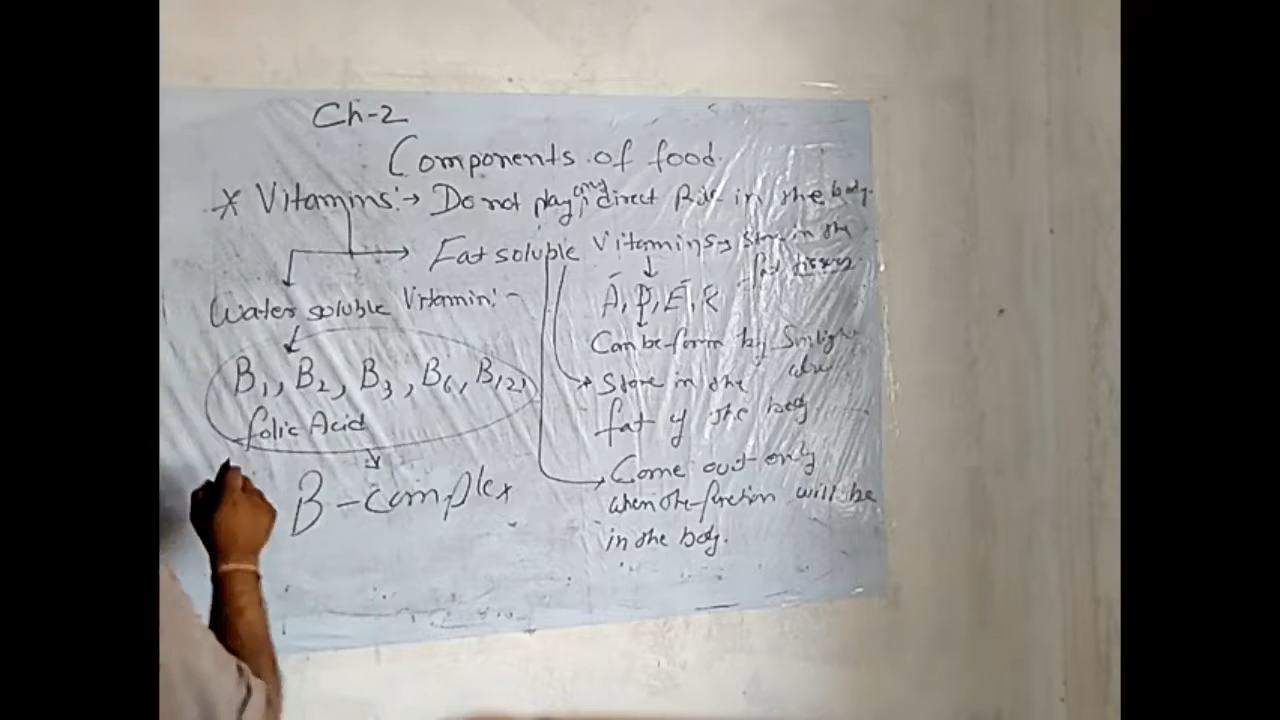 Ch-2
Components of food.
* Vitamins:→ Do not play any direct Role in the body.
Fat soluble Vitamins → Store in the
fat tissues
Water soluble Vitamin:-
A, D, E, K
Can be form by Sunlight
also
B1, B2, B3, B6, B12,
folic Acid
B-complex
Store in the
fat of the body
Come out only
when the function will be
in the body.